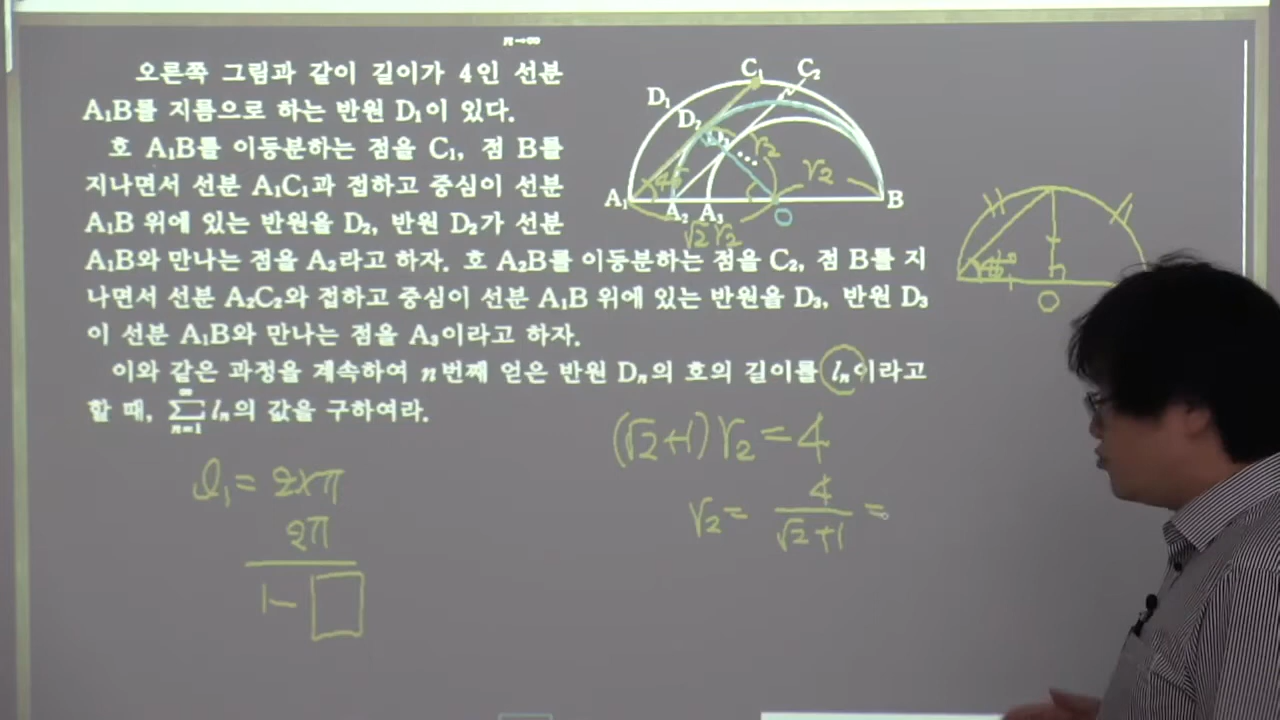 n→∞
오른쪽 그림과 같이 길이가 4인 선분
A₁B를 지름으로 하는 반원 D₁이 있다.
호 A₁B를 이등분하는 점을 C₁, 점 B를
지나면서 선분 A₁C₁과 접하고 중심이 선분
A₁B 위에 있는 반원을 D₂, 반원 D₂가 선분
A₁B와 만나는 점을 A₂라고 하자. 호 A₂B를 이등분하는 점을 C₂, 점 B를 지
나면서 선분 A₂C₂와 접하고 중심이 선분 A₁B 위에 있는 반원을 D₃, 반원 D₃
이 선분 A₁B와 만나는 점을 A₃이라고 하자.
이와 같은 과정을 계속하여 n번째 얻은 반원 Dₙ의 호의 길이를 lₙ이라고
할 때, ∞ ∑ n=1 lₙ의 값을 구하여라.
C₁ C₂
D₁
D₂
D₃
r₂
45
r₂
A₁ A₂ A₃ B
O
√2 r₂
45°
O
l₁ = 2×π
2π
1-
(√2+1) r₂ = 4
r₂ = 4/(√2+1) =